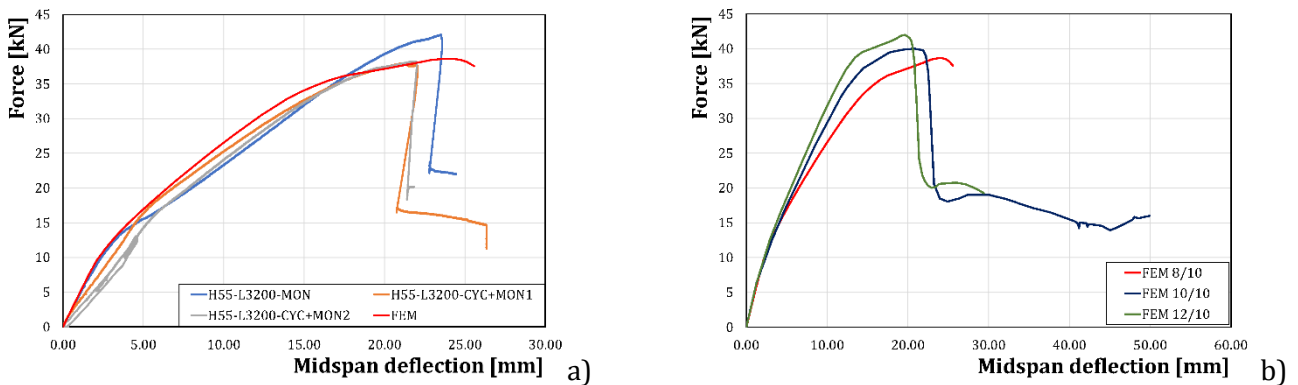 Force [kN]
45
40
35
30
25
20
15
10
5
0
0.00 5.00 10.00 15.00 20.00 25.00 30.00
Midspan deflection [mm]
H55-L3200-MON H55-L3200-CYC+MON1
H55-L3200-CYC+MON2 FEM
a)
Force [kN]
45
40
35
30
25
20
15
10
5
0
0.00 10.00 20.00 30.00 40.00 50.00 60.00
Midspan deflection [mm]
FEM 8/10
FEM 10/10
FEM 12/10
b)